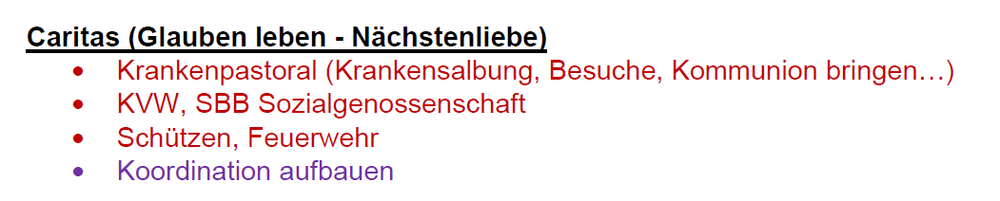 Caritas (Glauben leben - Nächstenliebe)
• Krankenpastoral (Krankensalbung, Besuche, Kommunion bringen…)
• KVW, SBB Sozialgenossenschaft
• Schützen, Feuerwehr
• Koordination aufbauen